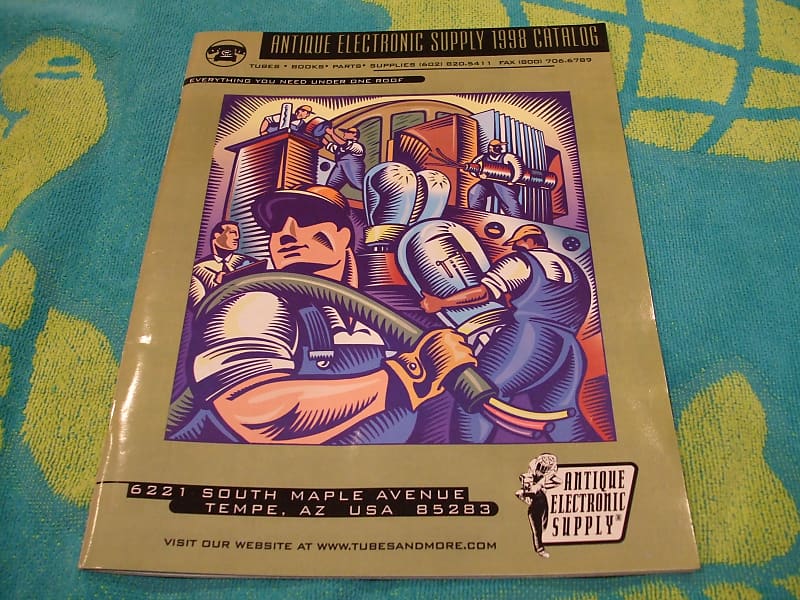 ANTIQUE ELECTRONIC SUPPLY 1998 CATALOG
TUBES • BOOKS• PARTS• SUPPLIES (602) 820.5411 FAX (800) 706.6789
EVERYTHING YOU NEED UNDER ONE ROOF
6221 SOUTH MAPLE AVENUE
TEMPE, AZ USA 85283
VISIT OUR WEBSITE AT WWW.TUBESANDMORE.COM
ANTIQUE
ELECTRONIC
SUPPLY®